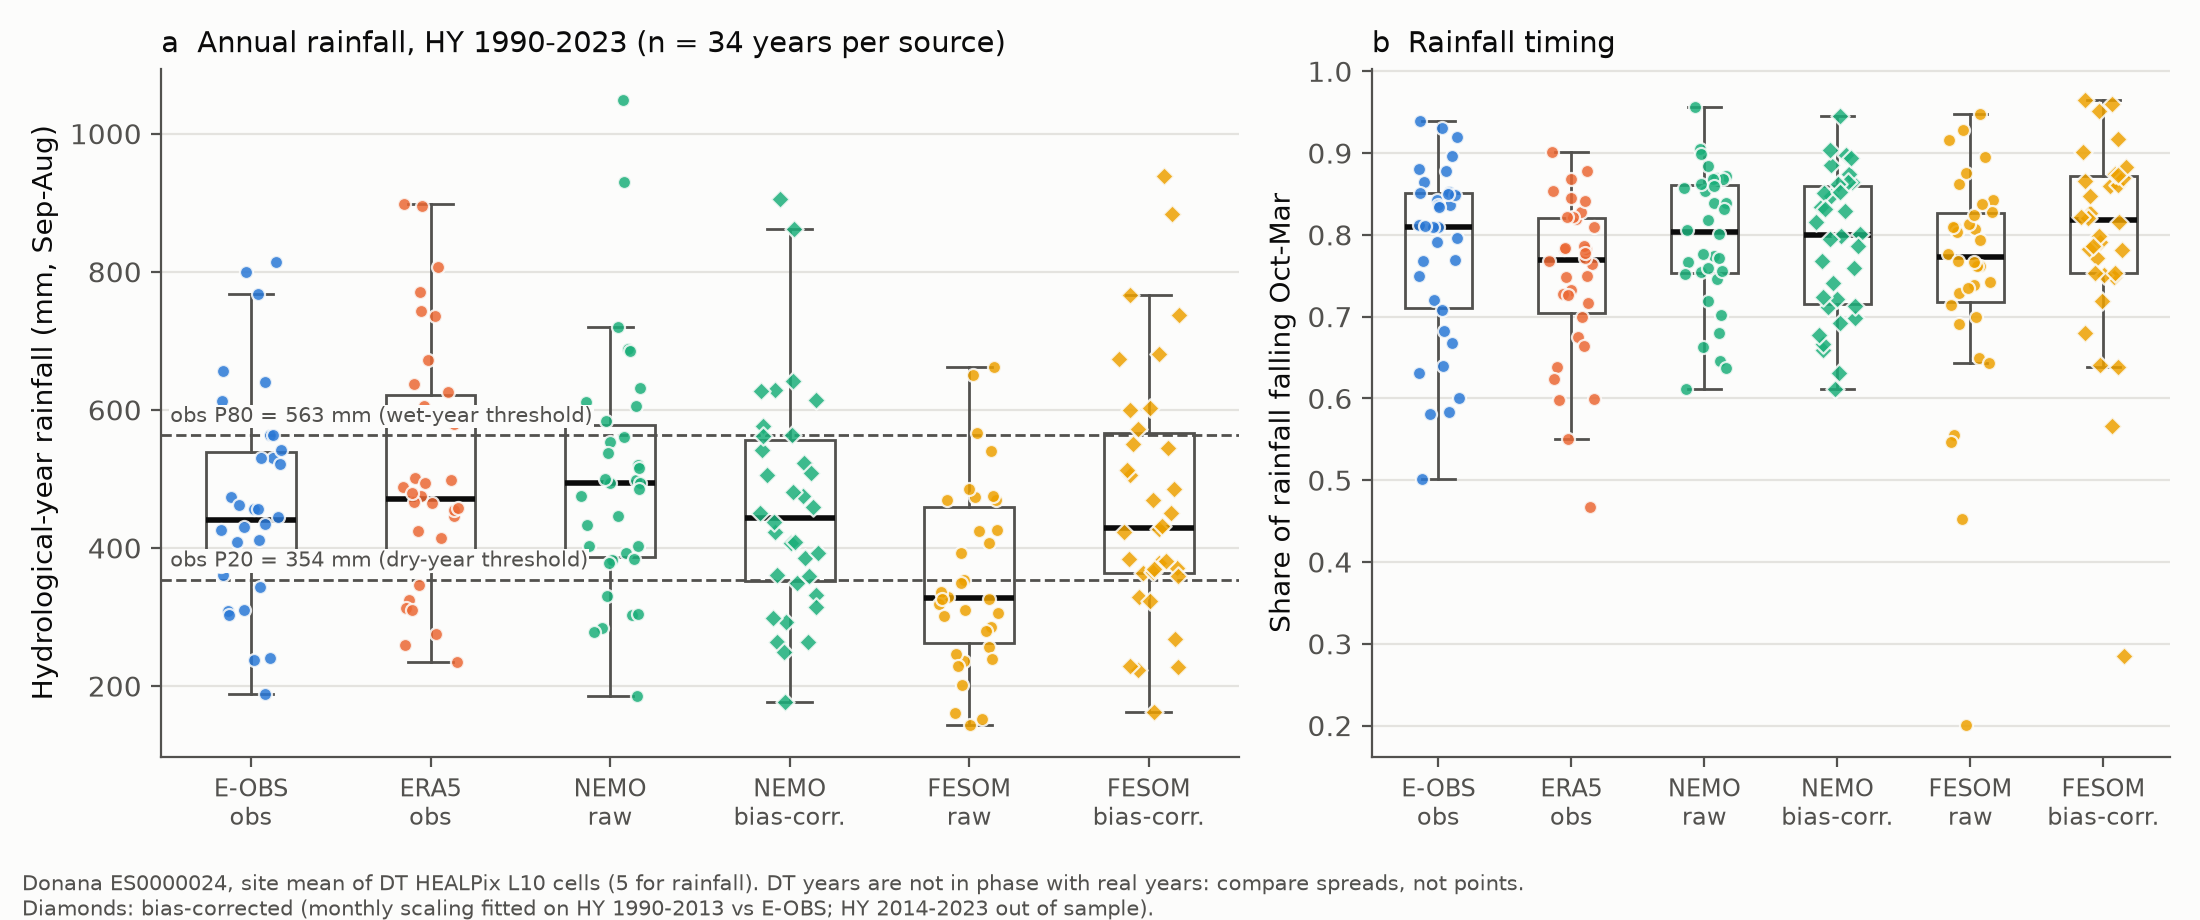 a  Annual rainfall, HY 1990-2023 (n = 34 years per source)
Hydrological-year rainfall (mm, Sep-Aug)
1000
800
600
400
200
obs P80 = 563 mm (wet-year threshold)
obs P20 = 354 mm (dry-year threshold)
E-OBS
obs
ERA5
obs
NEMO
raw
NEMO
bias-corr.
FESOM
raw
FESOM
bias-corr.
b  Rainfall timing
Share of rainfall falling Oct-Mar
1.0
0.9
0.8
0.7
0.6
0.5
0.4
0.3
0.2
E-OBS
obs
ERA5
obs
NEMO
raw
NEMO
bias-corr.
FESOM
raw
FESOM
bias-corr.
Donana ES0000024, site mean of DT HEALPix L10 cells (5 for rainfall). DT years are not in phase with real years: compare spreads, not points.
Diamonds: bias-corrected (monthly scaling fitted on HY 1990-2013 vs E-OBS; HY 2014-2023 out of sample).